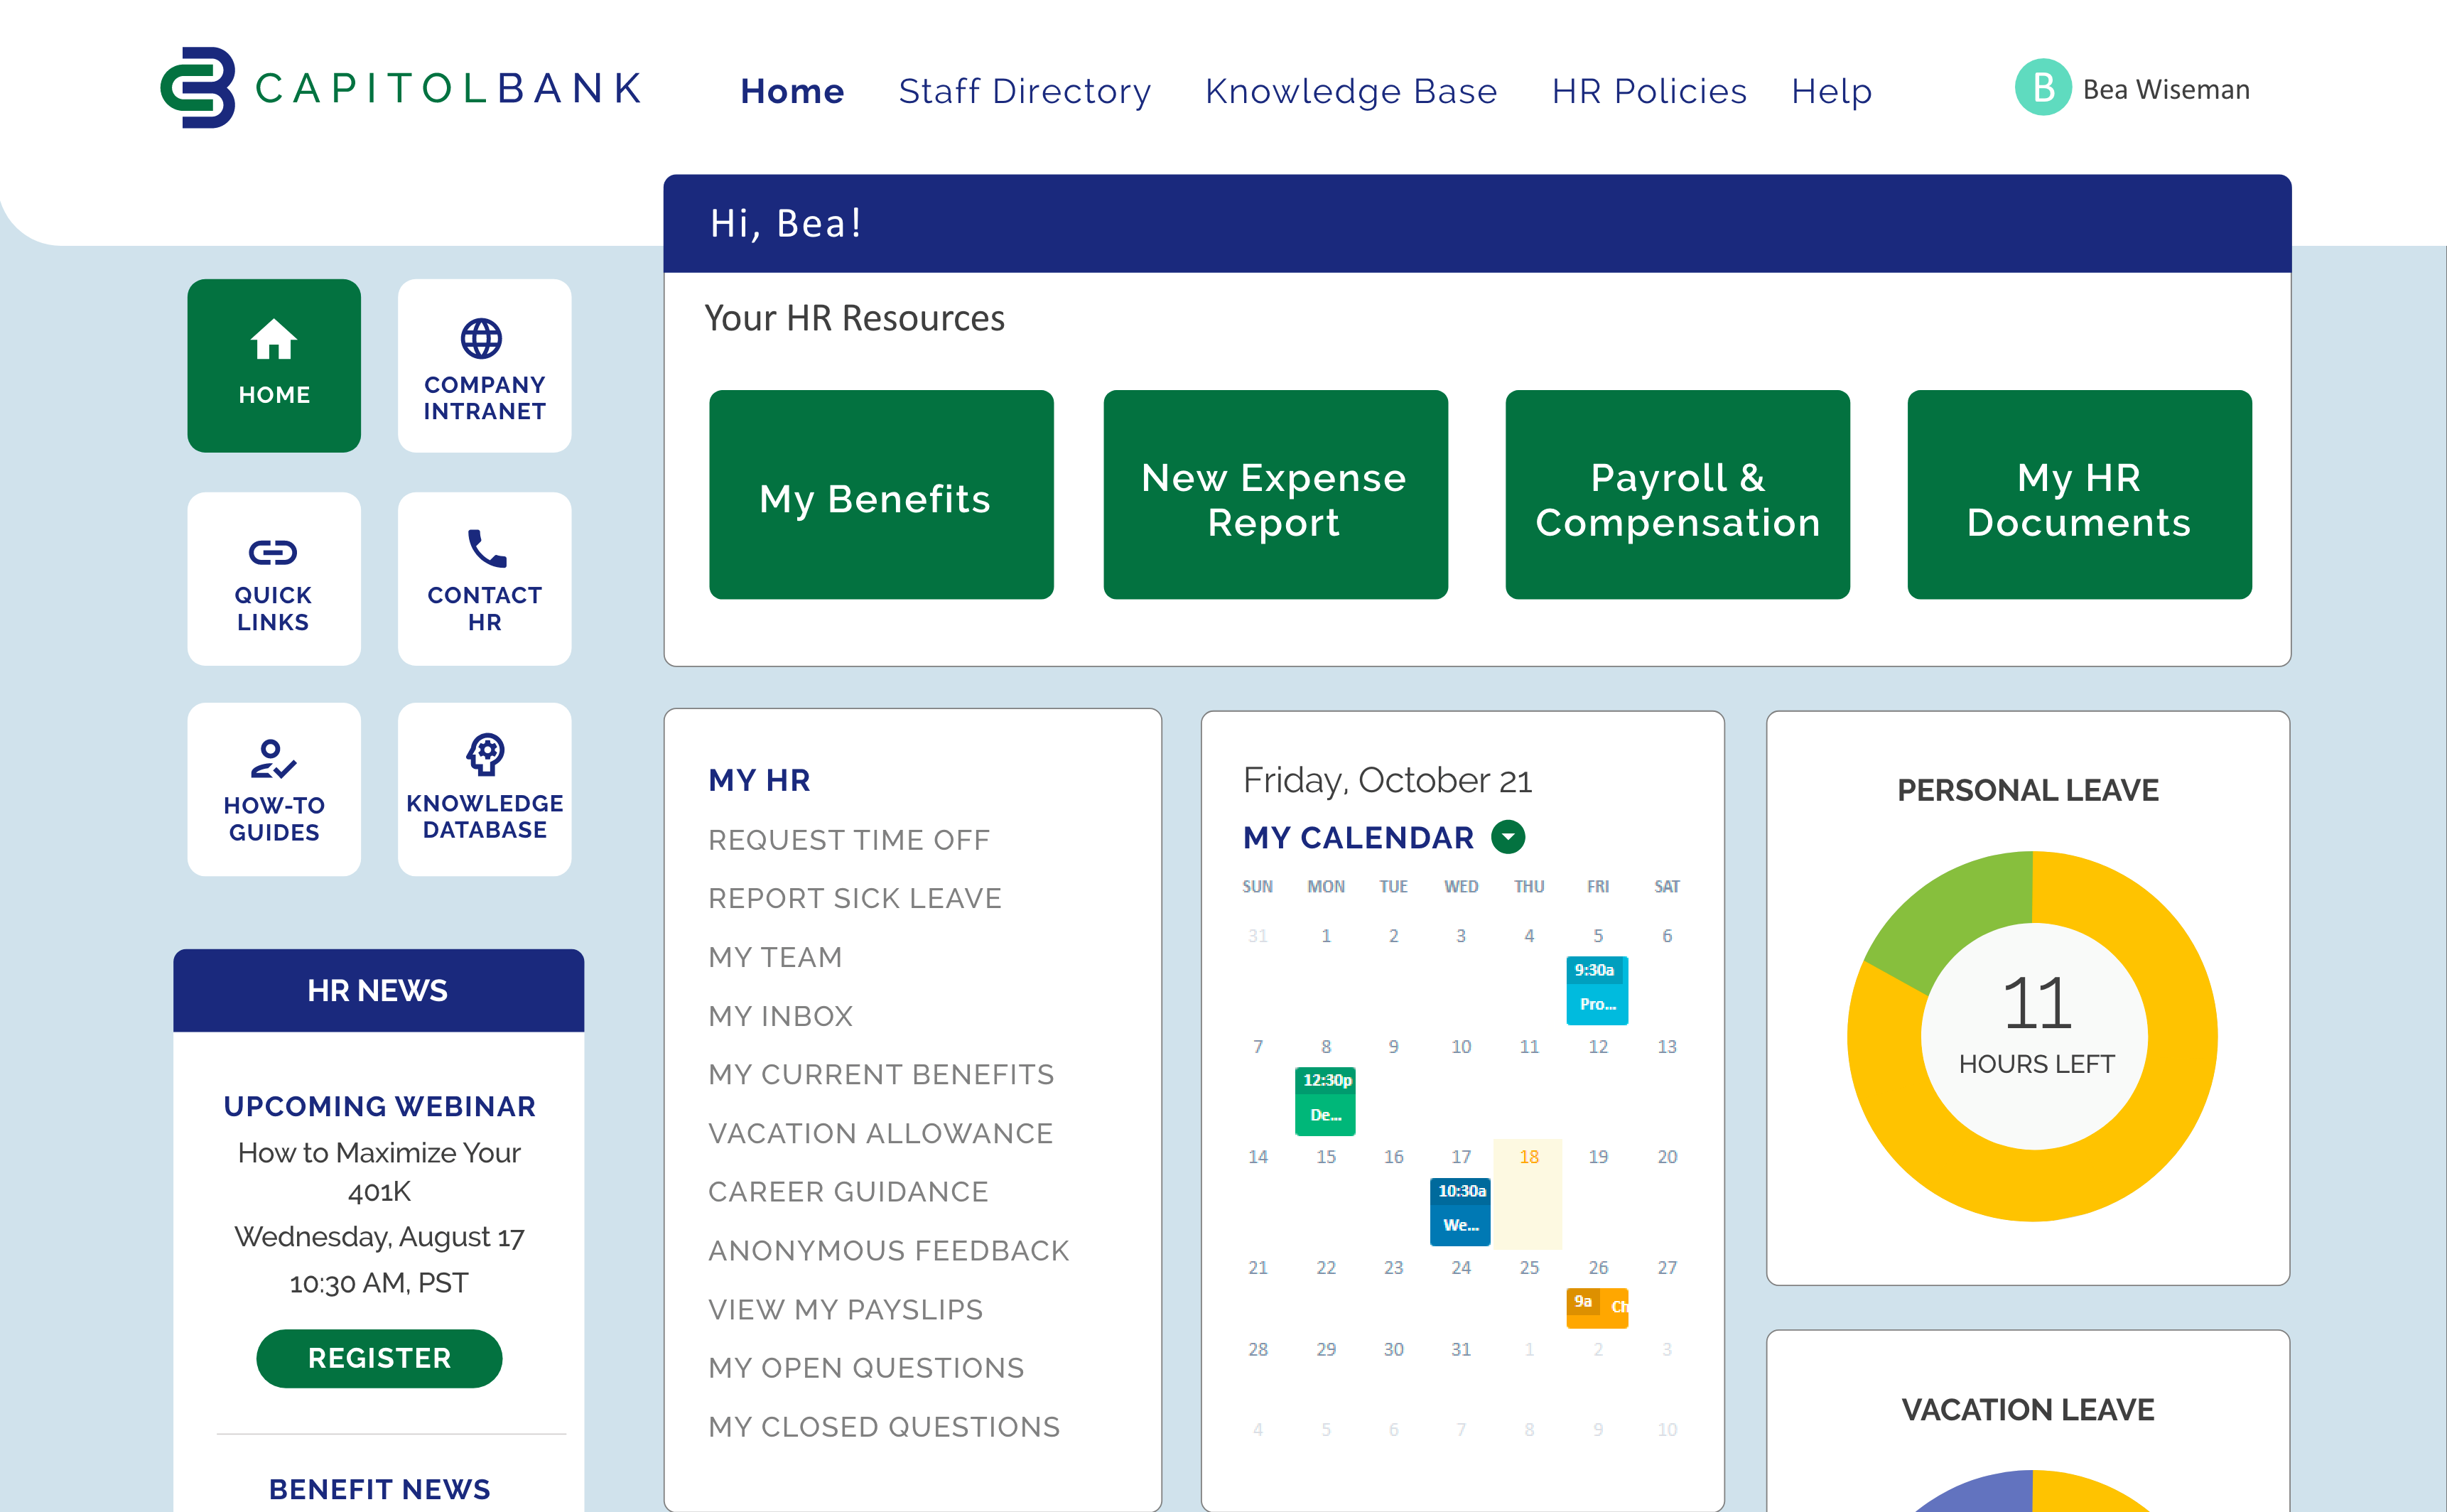 CAPITOLBANK
Home Staff Directory Knowledge Base HR Policies Help
B Bea Wiseman
Hi, Bea!
Your HR Resources
My Benefits
New Expense
Report
Payroll &
Compensation
My HR
Documents
HOME
COMPANY
INTRANET
QUICK
LINKS
CONTACT
HR
HOW-TO
GUIDES
KNOWLEDGE
DATABASE
HR NEWS
UPCOMING WEBINAR
How to Maximize Your
401K
Wednesday, August 17
10:30 AM, PST
REGISTER
BENEFIT NEWS
MY HR
REQUEST TIME OFF
REPORT SICK LEAVE
MY TEAM
MY INBOX
MY CURRENT BENEFITS
VACATION ALLOWANCE
CAREER GUIDANCE
ANONYMOUS FEEDBACK
VIEW MY PAYSLIPS
MY OPEN QUESTIONS
MY CLOSED QUESTIONS
Friday, October 21
MY CALENDAR
SUN MON TUE WED THU FRI SAT
31 1 2 3 4 5 6
9:30a
Pro...
7 8 9 10 11 12 13
12:30p
De...
14 15 16 17 18 19 20
10:30a
We...
21 22 23 24 25 26 27
9a Ch
28 29 30 31 1 2 3
4 5 6 7 8 9 10
PERSONAL LEAVE
11
HOURS LEFT
VACATION LEAVE